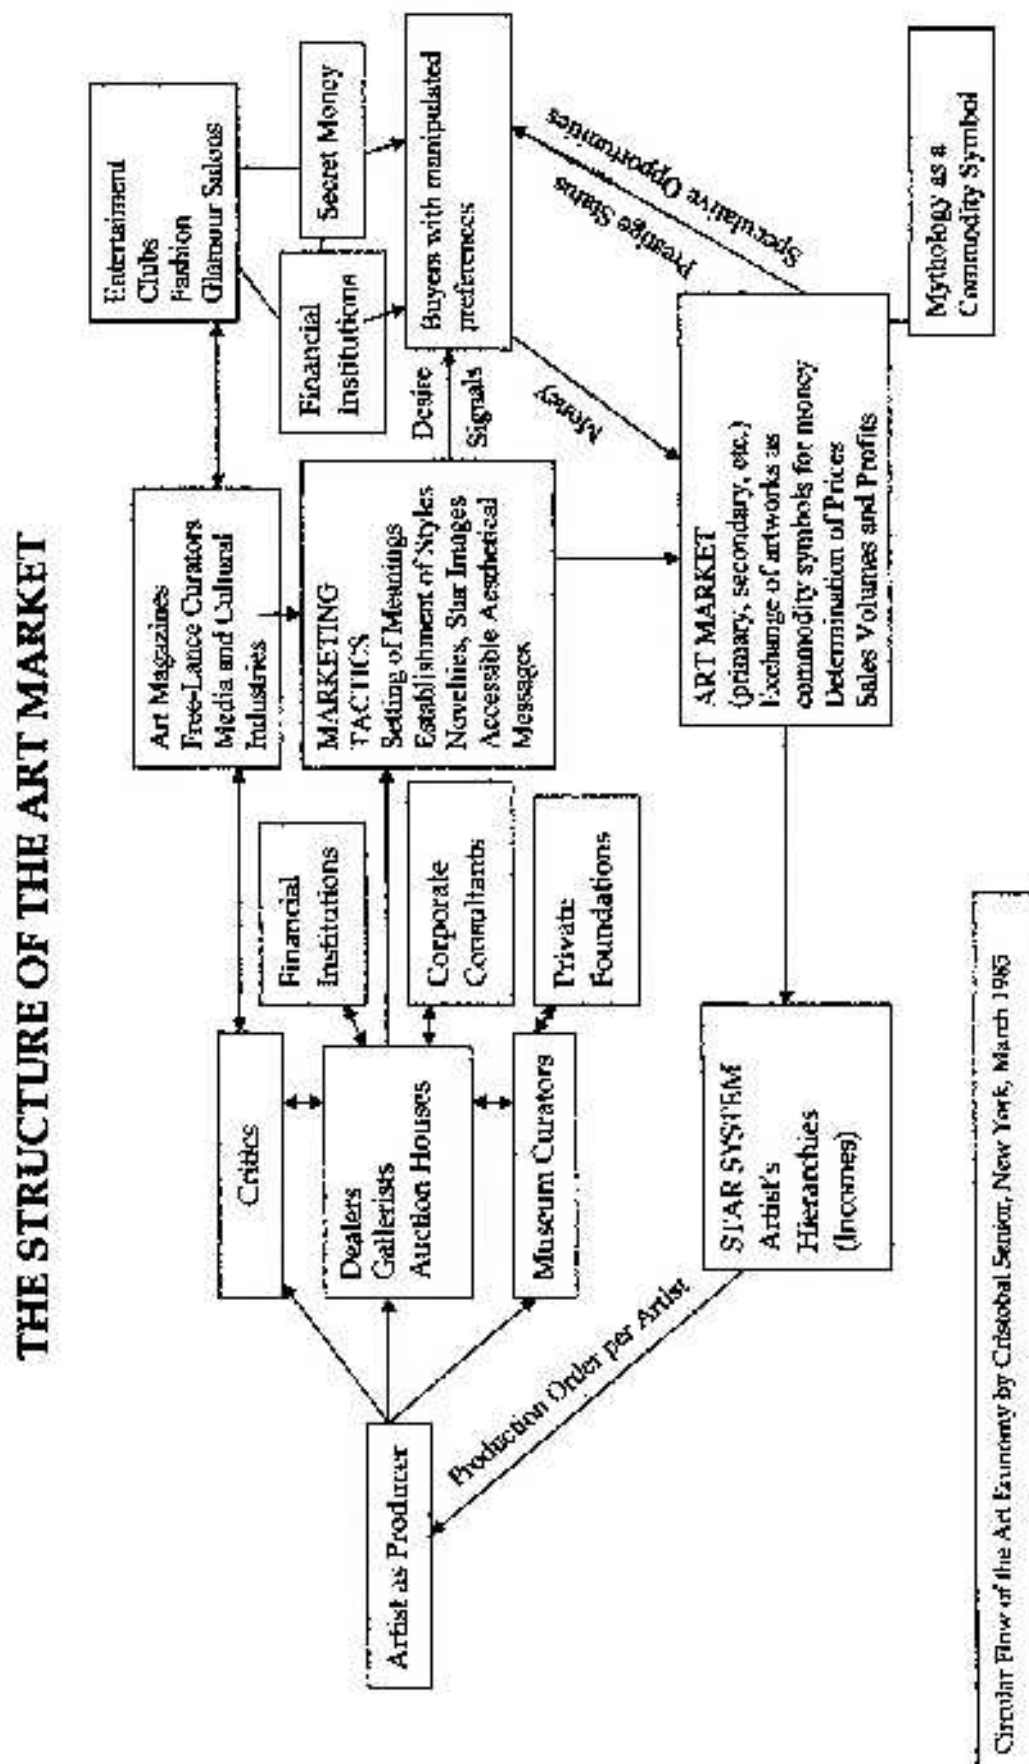 THE STRUCTURE OF THE ART MARKET
Entertaiment
Clubs
Fashion
Glamour Salons
Secret Money
Financial
Institutions
Buyers with manipulated
preferences
Art Magazines
Free-Lance Curators
Media and Cultural
Industries
MARKETING
TACTICS
Setting of Meanings
Establishment of Styles
Novelties, Star Images
Accessible Aesthetical
Messages
Desire
Signals
Money
Prestige Status
Speculative Opportunities
Critics
Financial
Institutions
Dealers
Gallerists
Auction Houses
Corporate
Consultants
Museum Curators
Private
Foundations
Artist as Producer
Production Order per Artist
STAR SYSTEM
Artist's
Hierarchies
(Incomes)
ART MARKET
(primary, secondary, etc.)
Exchange of artworks as
commodity symbols for money
Determination of Prices
Sales Volumes and Profits
Mythology as a
Commodity Symbol
Circular Flow of the Art Economy by Cristobal Senior, New York, March 1985